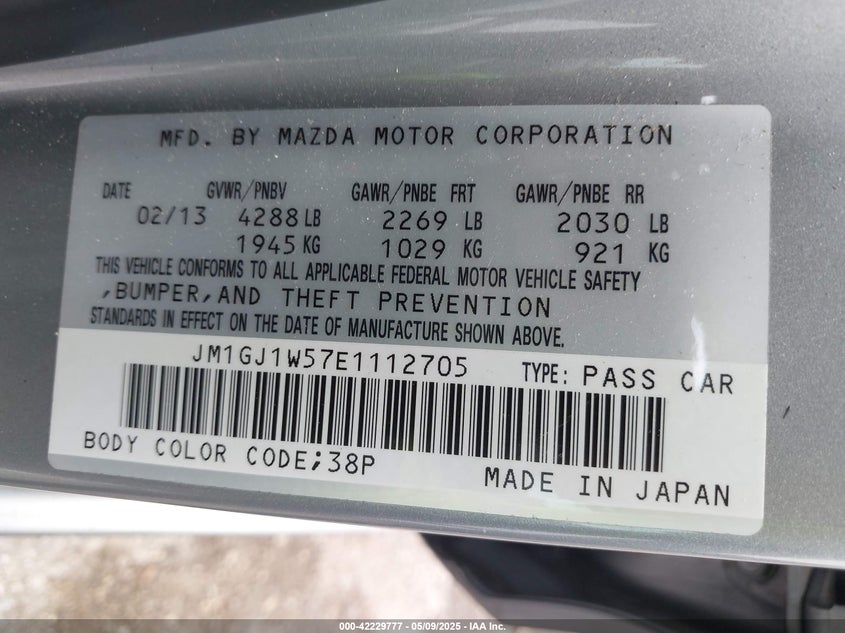 MFD. BY MAZDA MOTOR CORPORATION
DATE GVWR/PNBV GAWR/PNBE FRT GAWR/PNBE RR
02/13 4288 LB 2269 LB 2030 LB
1945 KG 1029 KG 921 KG
THIS VEHICLE CONFORMS TO ALL APPLICABLE FEDERAL MOTOR VEHICLE SAFETY
,BUMPER,AND THEFT PREVENTION
STANDARDS IN EFFECT ON THE DATE OF MANUFACTURE SHOWN ABOVE.
JM1GJ1W57E1112705 TYPE: PASS CAR
BODY COLOR CODE;38P
MADE IN JAPAN
000-42229777 - 05/09/2025 - IAA Inc.